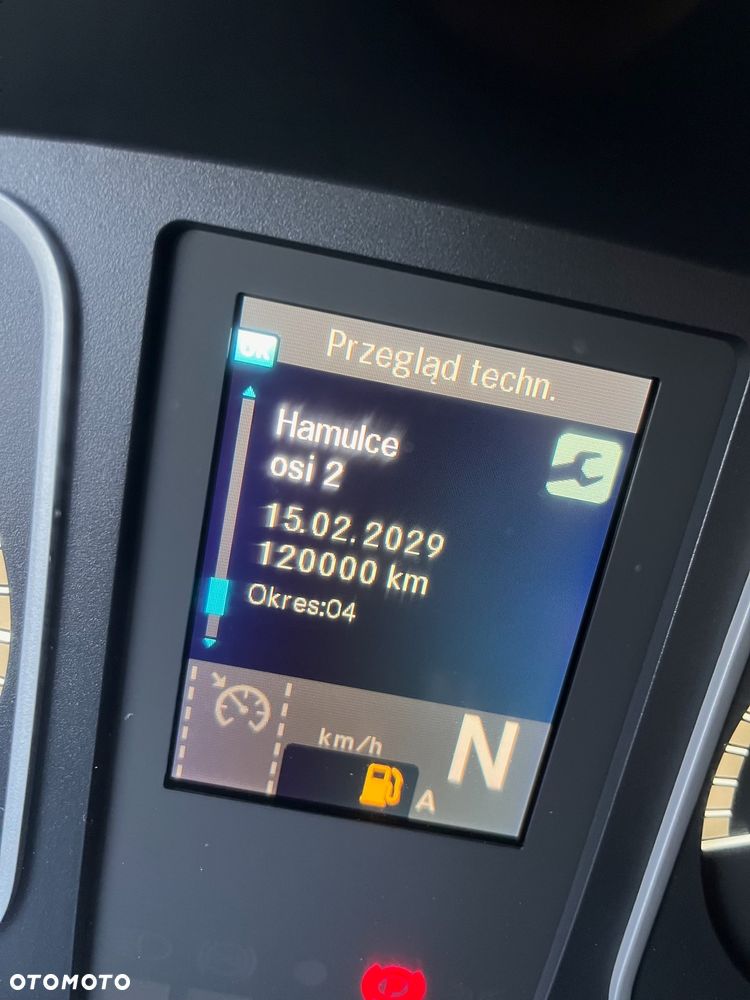 OK
Przegląd techn.
Hamulce
osi 2
15.02.2029
120000 km
Okres:04
km/h
N
A
OTOMOTO